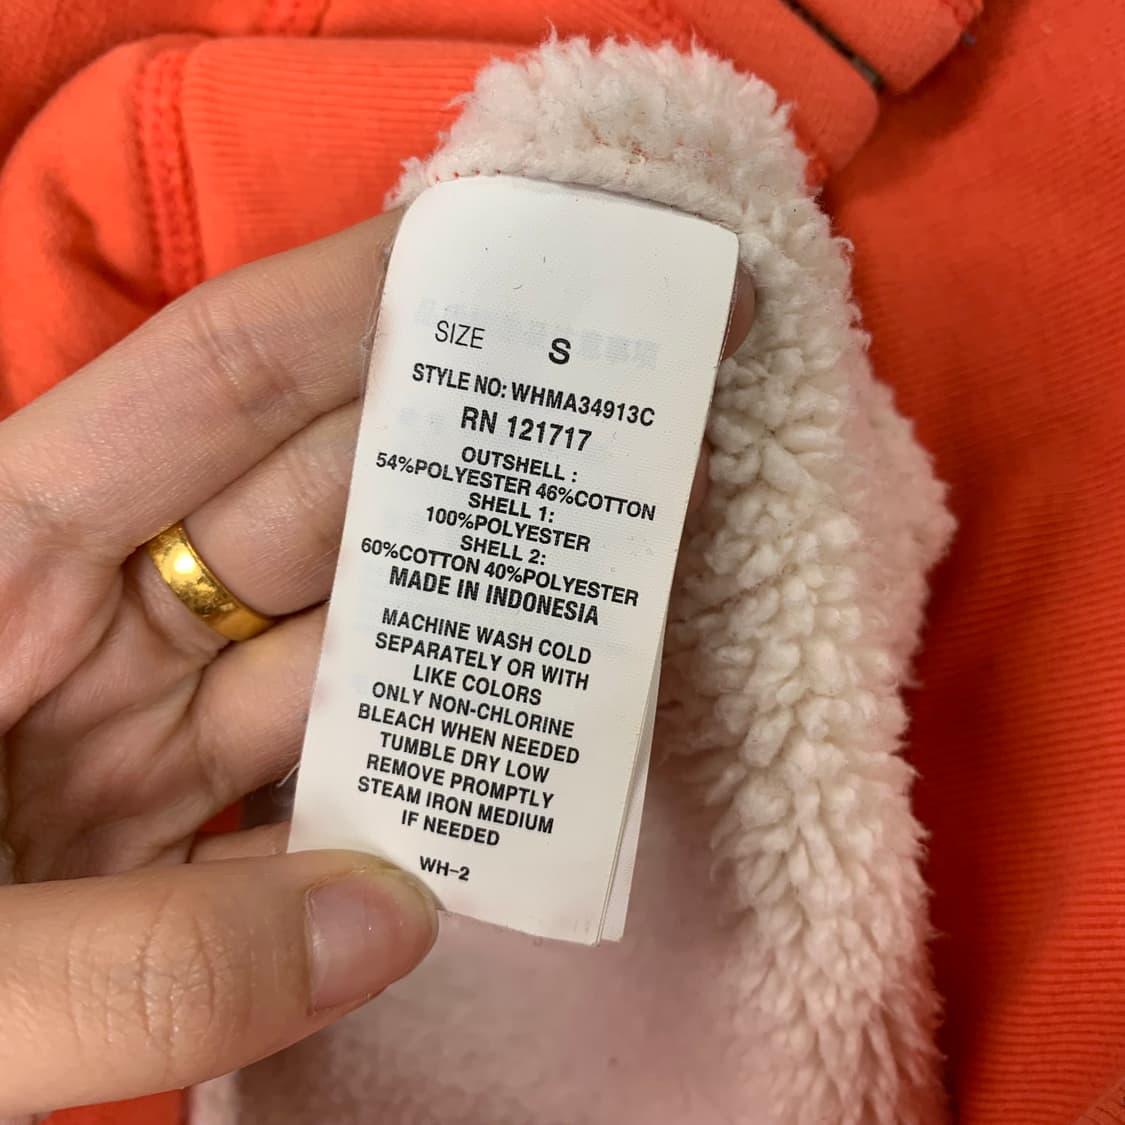 SIZE S
STYLE NO: WHMA34913C
RN 121717
OUTSHELL :
54%POLYESTER 46%COTTON
SHELL 1:
100%POLYESTER
SHELL 2:
60%COTTON 40%POLYESTER
MADE IN INDONESIA
MACHINE WASH COLD
SEPARATELY OR WITH
LIKE COLORS
ONLY NON-CHLORINE
BLEACH WHEN NEEDED
TUMBLE DRY LOW
REMOVE PROMPTLY
STEAM IRON MEDIUM
IF NEEDED
WH-2